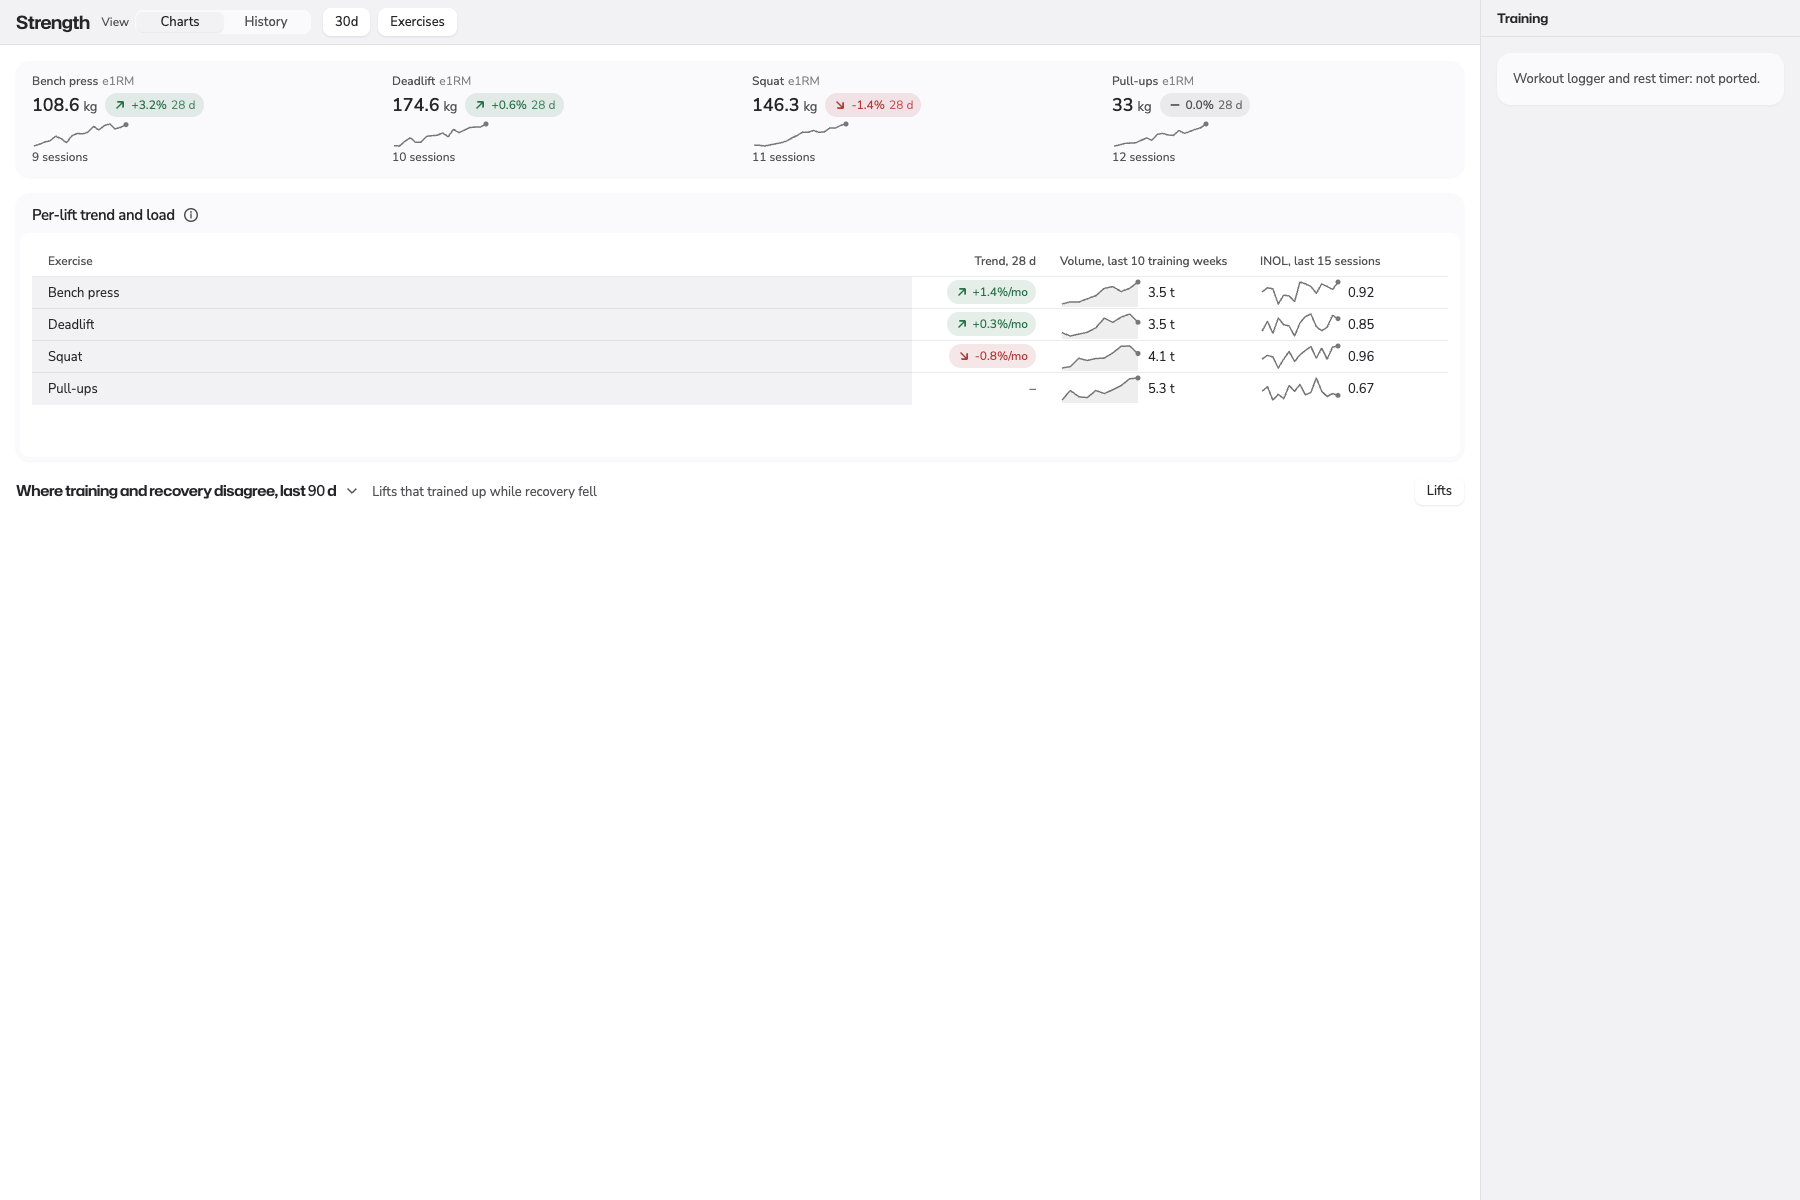 Strength View Charts History 30d Exercises
Training
Workout logger and rest timer: not ported.
Bench press e1RM
108.6 kg +3.2% 28 d
9 sessions
Deadlift e1RM
174.6 kg +0.6% 28 d
10 sessions
Squat e1RM
146.3 kg -1.4% 28 d
11 sessions
Pull-ups e1RM
33 kg 0.0% 28 d
12 sessions
Per-lift trend and load
Exercise Trend, 28 d Volume, last 10 training weeks INOL, last 15 sessions
Bench press +1.4%/mo 3.5 t 0.92
Deadlift +0.3%/mo 3.5 t 0.85
Squat -0.8%/mo 4.1 t 0.96
Pull-ups – 5.3 t 0.67
Where training and recovery disagree, last 90 d Lifts that trained up while recovery fell Lifts